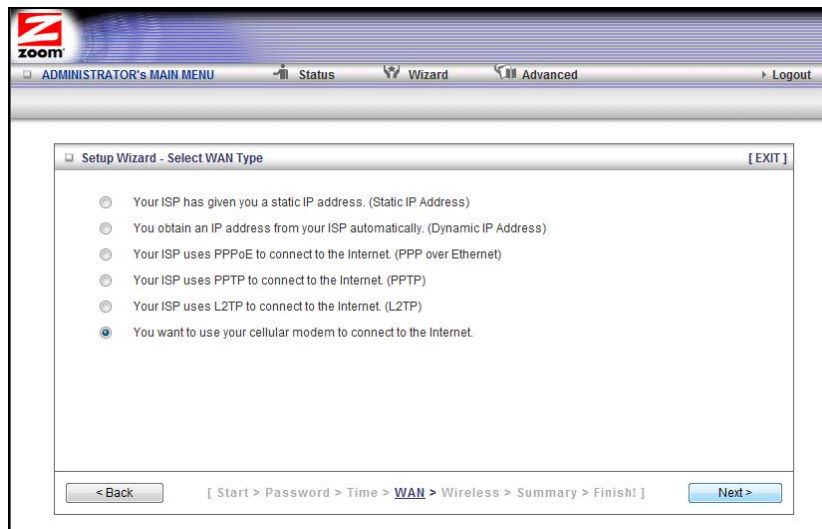 zoom
ADMINISTRATOR's MAIN MENU Status Wizard Advanced Logout
Setup Wizard - Select WAN Type [ EXIT ]
Your ISP has given you a static IP address. (Static IP Address)
You obtain an IP address from your ISP automatically. (Dynamic IP Address)
Your ISP uses PPPoE to connect to the Internet. (PPP over Ethernet)
Your ISP uses PPTP to connect to the Internet. (PPTP)
Your ISP uses L2TP to connect to the Internet. (L2TP)
You want to use your cellular modem to connect to the Internet.
< Back [ Start > Password > Time > WAN > Wireless > Summary > Finish! ] Next >